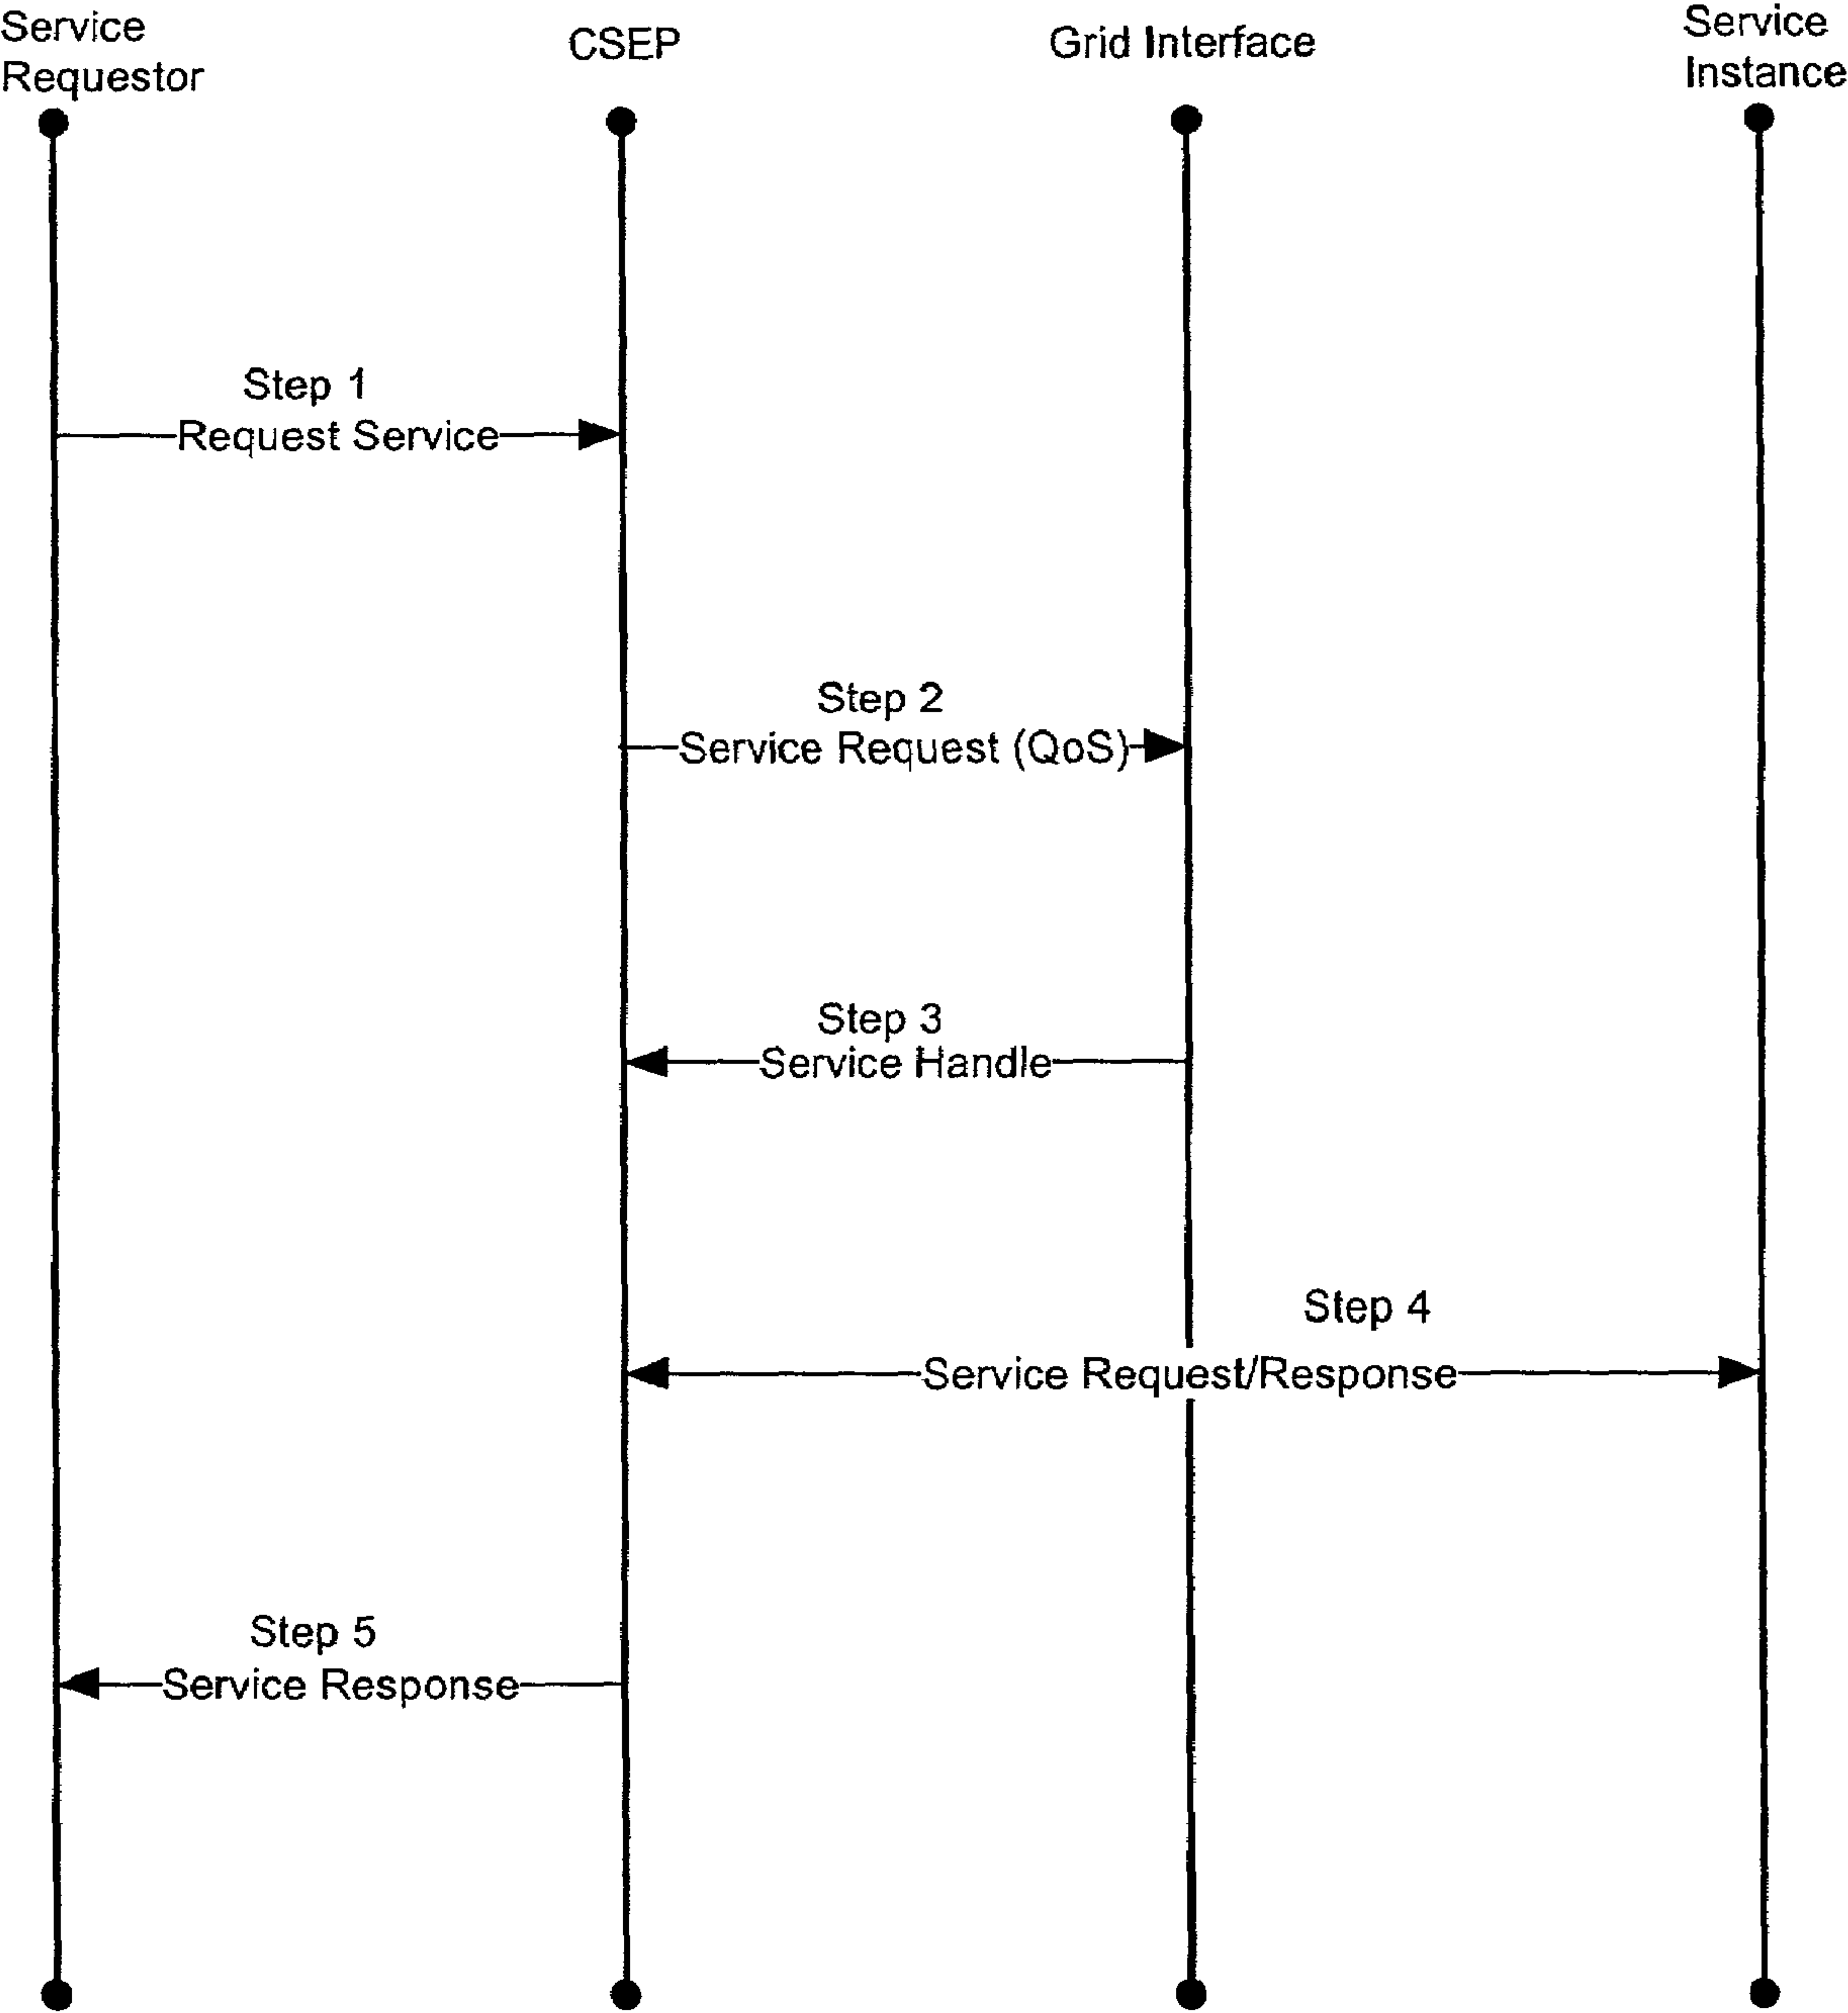 Service
Requestor
CSEP
Grid Interface
Service
Instance
Step 1
Request Service
Step 2
Service Request (QoS)
Step 3
Service Handle
Step 4
Service Request/Response
Step 5
Service Response